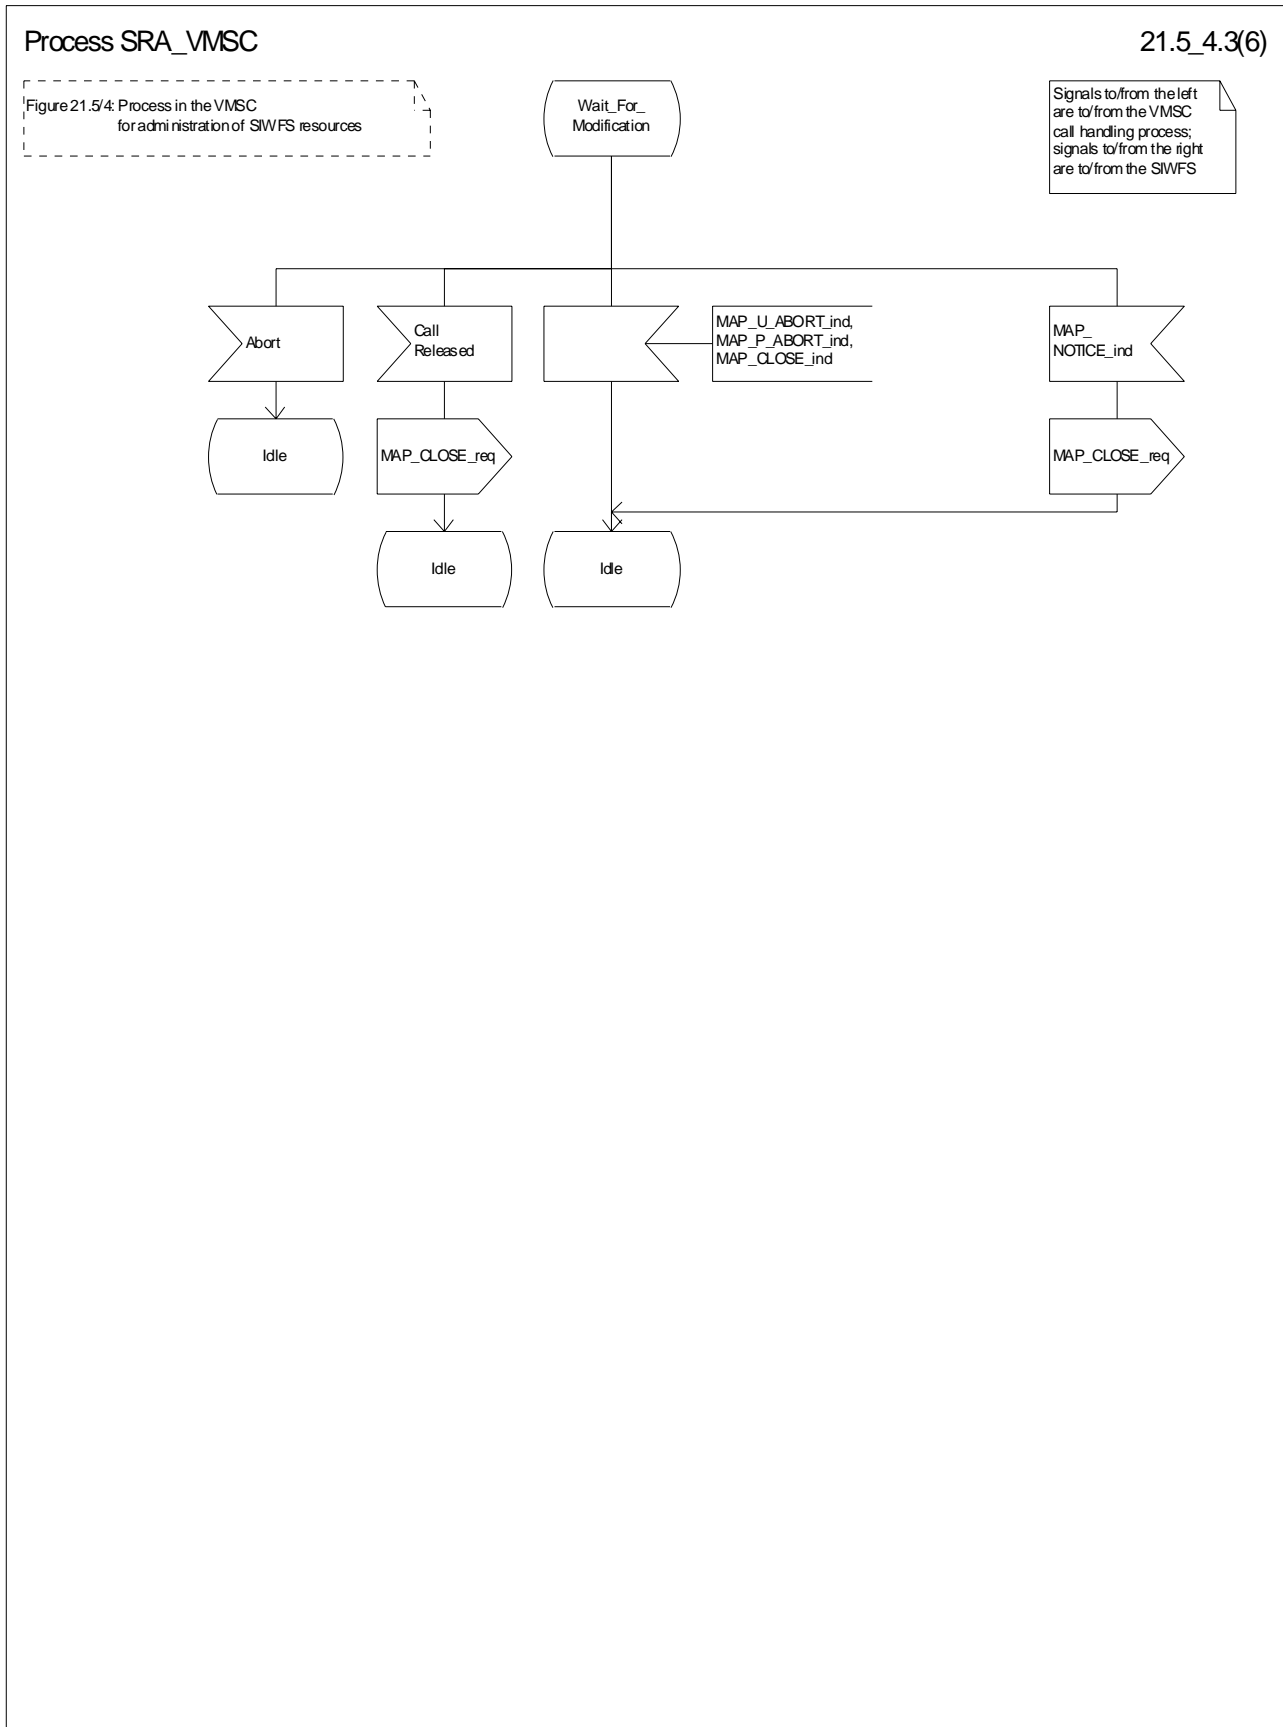 Process SRA_VMSC
21.5_4.3(6)
Figure 21.5/4: Process in the VMSC
for administration of SIWFS resources
Wait_For_
Modification
Signals to/from the left
are to/from the VMSC
call handling process;
signals to/from the right
are to/from the SIWFS
Abort
Call
Released
MAP_U_ABORT_ind,
MAP_P_ABORT_ind,
MAP_CLOSE_ind
MAP_
NOTICE_ind
Idle
MAP_CLOSE_req
MAP_CLOSE_req
Idle
Idle